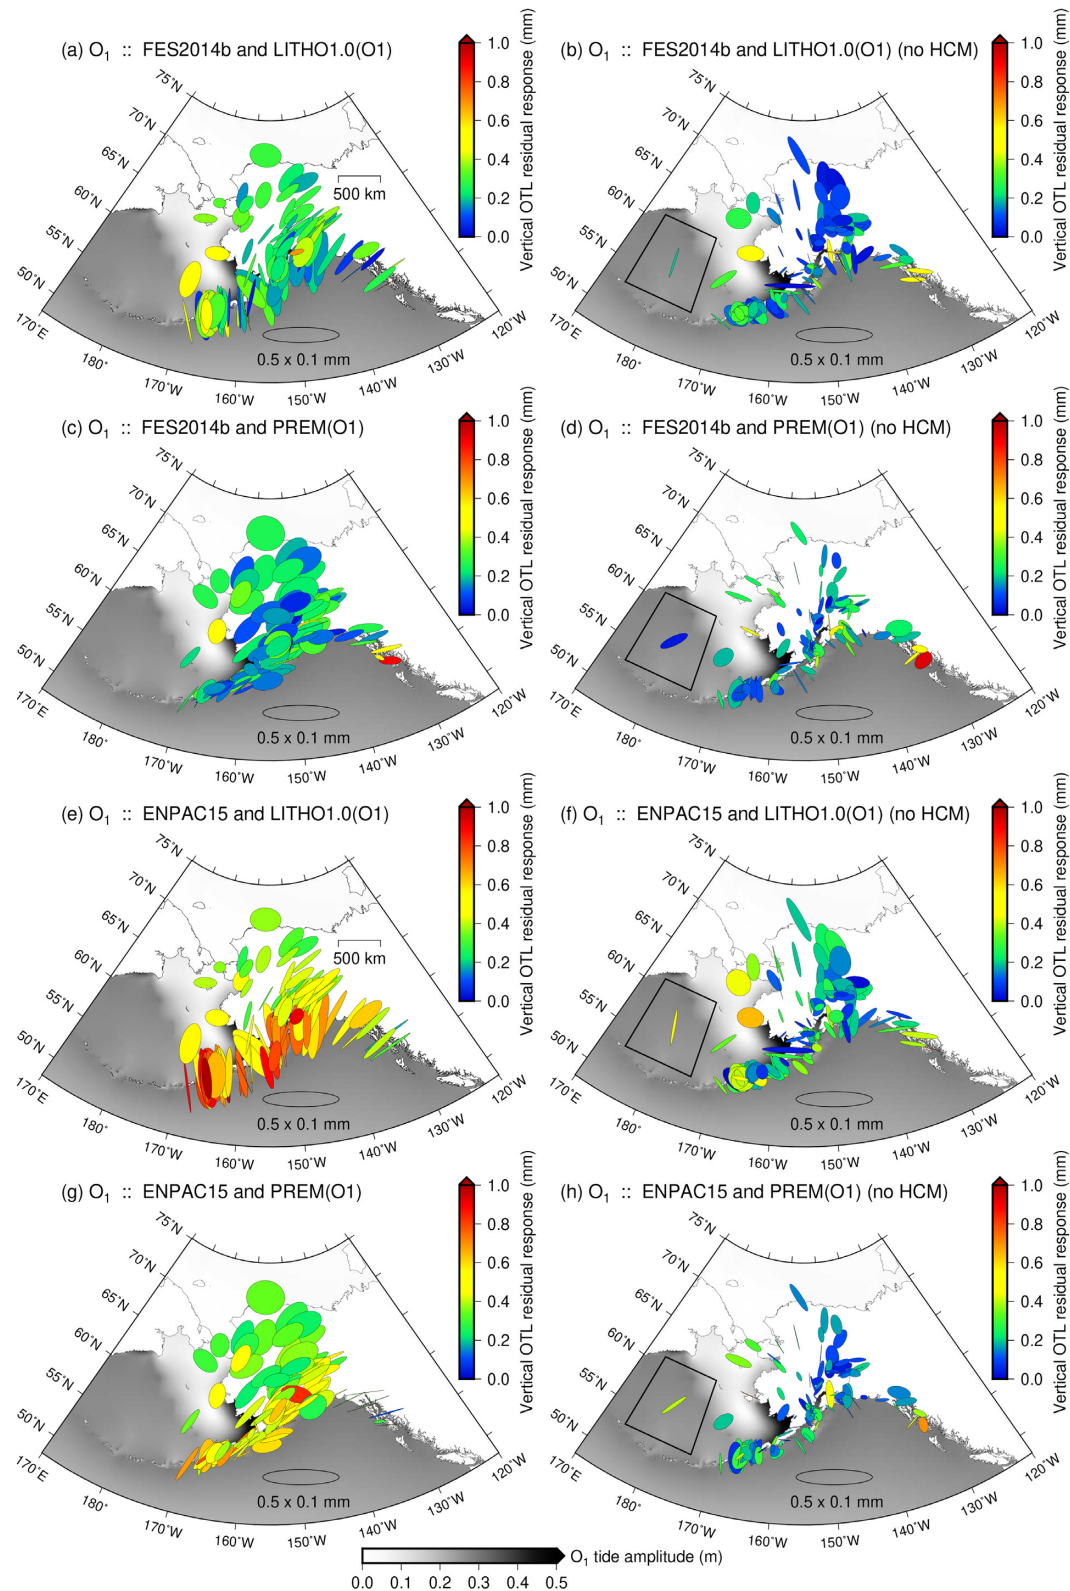 (a) O1 :: FES2014b and LITHO1.0(O1)
75°N
70°N
65°N
60°N
55°N
50°N
170°E
180°
170°W
160°W
150°W
140°W
130°W
120°W
500 km
0.5 x 0.1 mm
1.0
0.8
0.6
0.4
0.2
0.0
Vertical OTL residual response (mm)
(b) O1 :: FES2014b and LITHO1.0(O1) (no HCM)
75°N
70°N
65°N
60°N
55°N
50°N
170°E
180°
170°W
160°W
150°W
140°W
130°W
120°W
0.5 x 0.1 mm
1.0
0.8
0.6
0.4
0.2
0.0
Vertical OTL residual response (mm)
(c) O1 :: FES2014b and PREM(O1)
75°N
70°N
65°N
60°N
55°N
50°N
170°E
180°
170°W
160°W
150°W
140°W
130°W
120°W
0.5 x 0.1 mm
1.0
0.8
0.6
0.4
0.2
0.0
Vertical OTL residual response (mm)
(d) O1 :: FES2014b and PREM(O1) (no HCM)
75°N
70°N
65°N
60°N
55°N
50°N
170°E
180°
170°W
160°W
150°W
140°W
130°W
120°W
0.5 x 0.1 mm
1.0
0.8
0.6
0.4
0.2
0.0
Vertical OTL residual response (mm)
(e) O1 :: ENPAC15 and LITHO1.0(O1)
75°N
70°N
65°N
60°N
55°N
50°N
170°E
180°
170°W
160°W
150°W
140°W
130°W
120°W
500 km
0.5 x 0.1 mm
1.0
0.8
0.6
0.4
0.2
0.0
Vertical OTL residual response (mm)
(f) O1 :: ENPAC15 and LITHO1.0(O1) (no HCM)
75°N
70°N
65°N
60°N
55°N
50°N
170°E
180°
170°W
160°W
150°W
140°W
130°W
120°W
0.5 x 0.1 mm
1.0
0.8
0.6
0.4
0.2
0.0
Vertical OTL residual response (mm)
(g) O1 :: ENPAC15 and PREM(O1)
75°N
70°N
65°N
60°N
55°N
50°N
170°E
180°
170°W
160°W
150°W
140°W
130°W
120°W
0.5 x 0.1 mm
1.0
0.8
0.6
0.4
0.2
0.0
Vertical OTL residual response (mm)
(h) O1 :: ENPAC15 and PREM(O1) (no HCM)
75°N
70°N
65°N
60°N
55°N
50°N
170°E
180°
170°W
160°W
150°W
140°W
130°W
120°W
0.5 x 0.1 mm
1.0
0.8
0.6
0.4
0.2
0.0
Vertical OTL residual response (mm)
O1 tide amplitude (m)
0.0 0.1 0.2 0.3 0.4 0.5